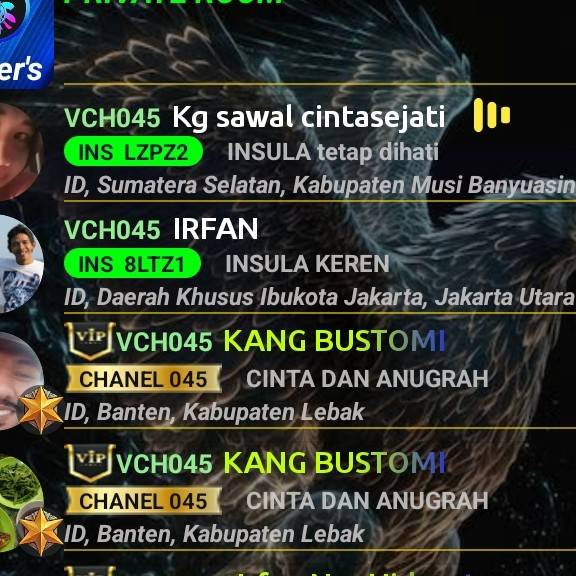 PRIVATE ROOM
er's
VCH045 Kg sawal cintasejati
INS LZPZ2 INSULA tetap dihati
ID, Sumatera Selatan, Kabupaten Musi Banyuasin
VCH045 IRFAN
INS 8LTZ1 INSULA KEREN
ID, Daerah Khusus Ibukota Jakarta, Jakarta Utara
VIP VCH045 KANG BUSTOMI
CHANEL 045 CINTA DAN ANUGRAH
ID, Banten, Kabupaten Lebak
VIP VCH045 KANG BUSTOMI
CHANEL 045 CINTA DAN ANUGRAH
ID, Banten, Kabupaten Lebak